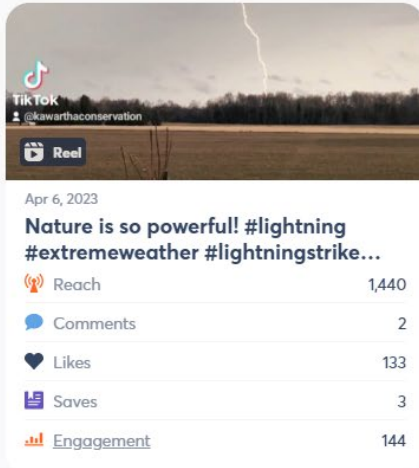 TikTok
@kawarthaconservation
Reel
Apr 6, 2023
Nature is so powerful! #lightning
#extremeweather #lightningstrike...
Reach 1,440
Comments 2
Likes 133
Saves 3
Engagement 144